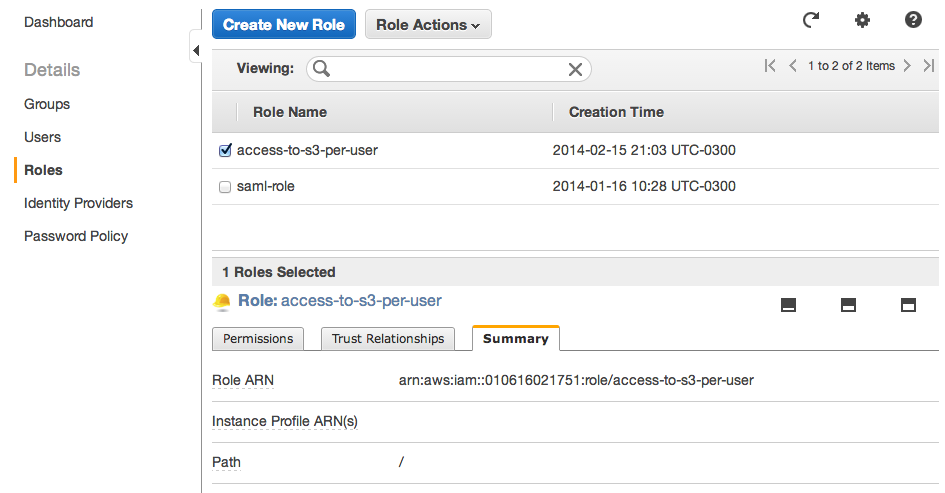 Dashboard
Details
Groups
Users
Roles
Identity Providers
Password Policy
Create New Role
Role Actions
Viewing:
1 to 2 of 2 Items
Role Name Creation Time
access-to-s3-per-user 2014-02-15 21:03 UTC-0300
saml-role 2014-01-16 10:28 UTC-0300
1 Roles Selected
Role: access-to-s3-per-user
Permissions Trust Relationships Summary
Role ARN arn:aws:iam::010616021751:role/access-to-s3-per-user
Instance Profile ARN(s)
Path /